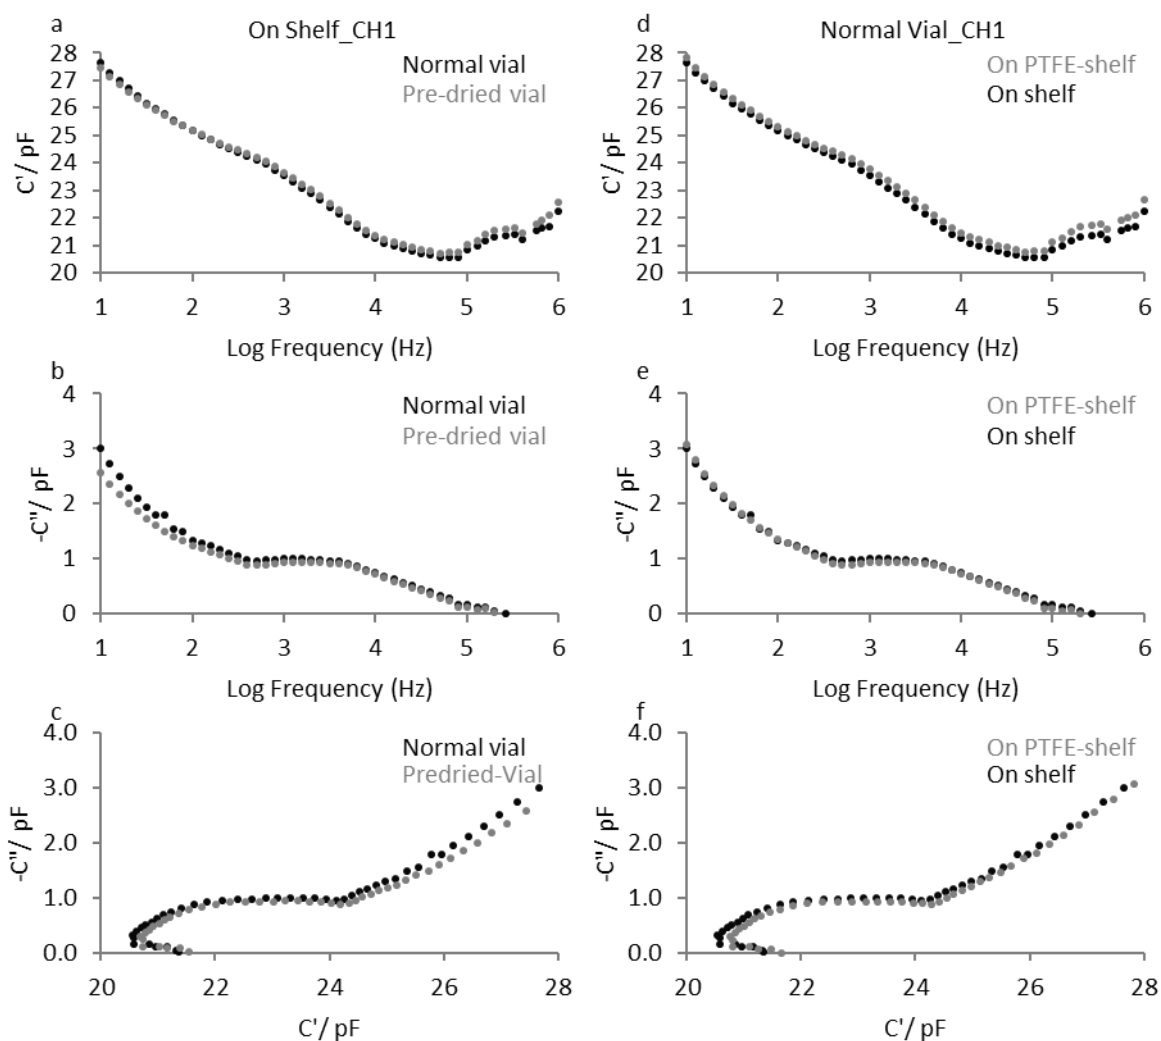 a
On Shelf_CH1
28
27
26
25
24
23
22
21
20
C'/ pF
Normal vial
Pre-dried vial
1 2 3 4 5 6
Log Frequency (Hz)
b
4
3
2
1
0
-C"/ pF
Normal vial
Pre-dried vial
1 2 3 4 5 6
Log Frequency (Hz)
c
4.0
3.0
2.0
1.0
0.0
-C"/ pF
Normal vial
Predried-Vial
20 22 24 26 28
C'/ pF
d
Normal Vial_CH1
28
27
26
25
24
23
22
21
20
C'/ pF
On PTFE-shelf
On shelf
1 2 3 4 5 6
Log Frequency (Hz)
e
4
3
2
1
0
-C"/ pF
On PTFE-shelf
On shelf
1 2 3 4 5 6
Log Frequency (Hz)
f
4.0
3.0
2.0
1.0
0.0
-C"/ pF
On PTFE-shelf
On shelf
20 22 24 26 28
C'/ pF